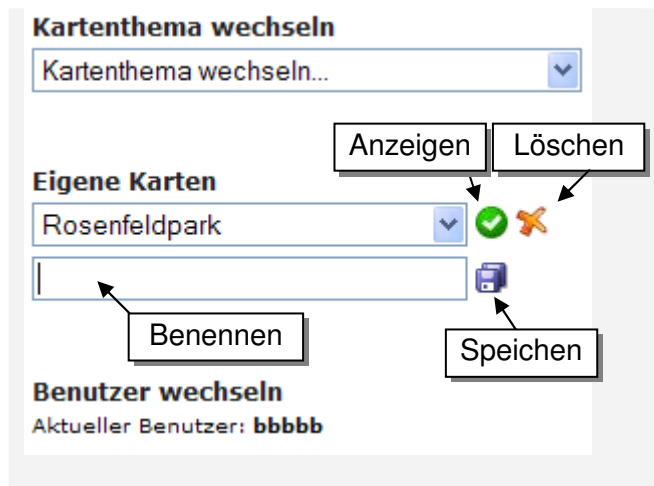 Kartenthema wechseln
Kartenthema wechseln...
Anzeigen
Löschen
Eigene Karten
Rosenfeldpark
Benennen
Speichen
Benutzer wechseln
Aktueller Benutzer: bbbbb